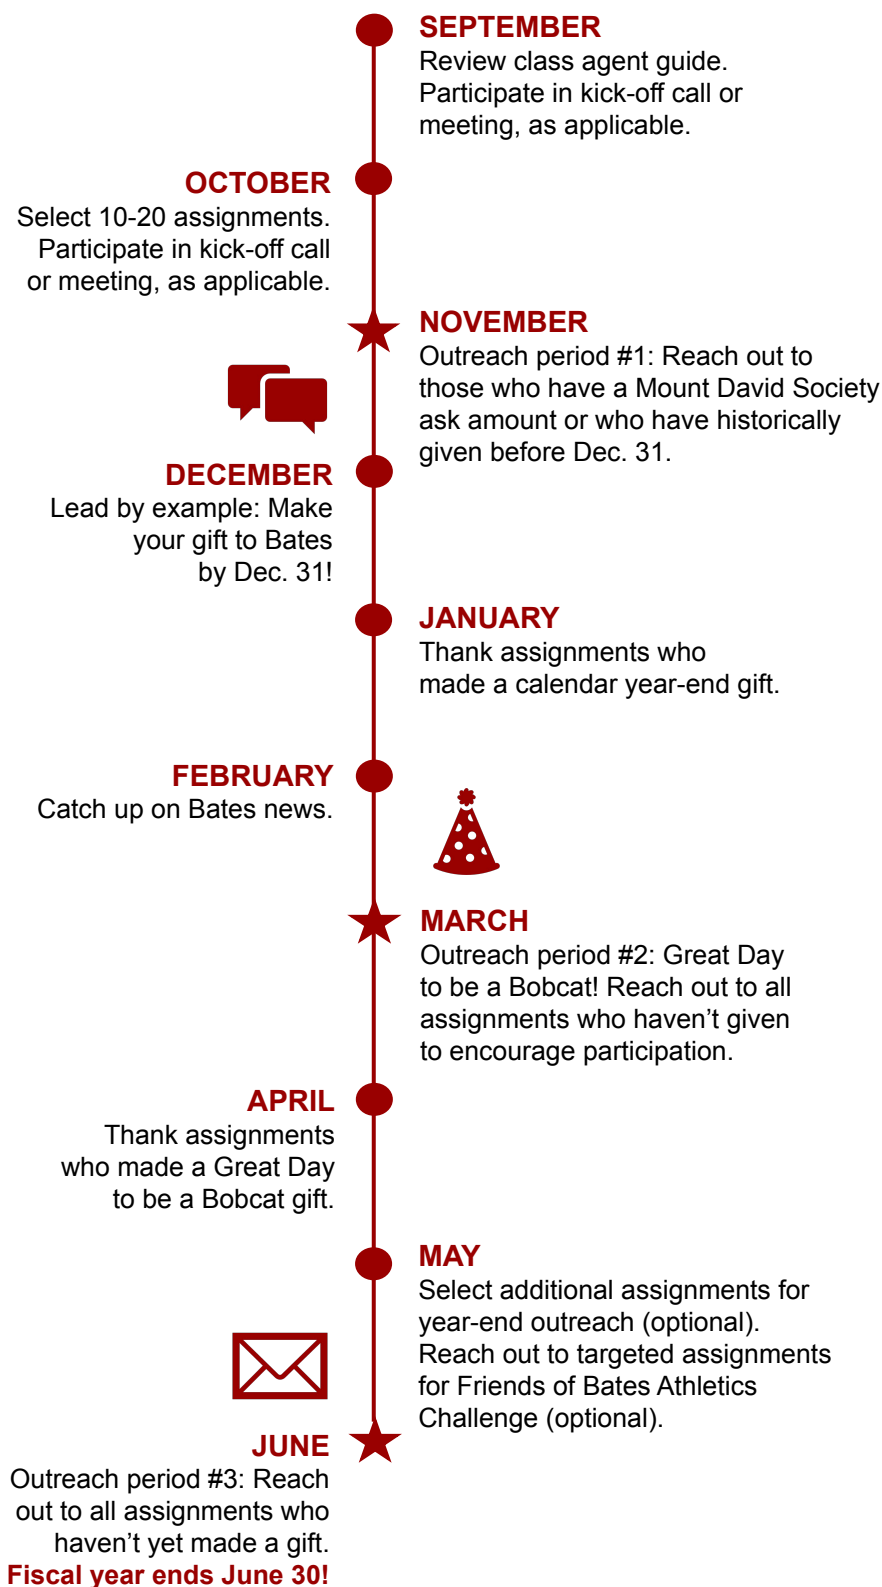 SEPTEMBER
Review class agent guide.
Participate in kick-off call or
meeting, as applicable.
OCTOBER
Select 10-20 assignments.
Participate in kick-off call
or meeting, as applicable.
NOVEMBER
Outreach period #1: Reach out to
those who have a Mount David Society
ask amount or who have historically
given before Dec. 31.
DECEMBER
Lead by example: Make
your gift to Bates
by Dec. 31!
JANUARY
Thank assignments who
made a calendar year-end gift.
FEBRUARY
Catch up on Bates news.
MARCH
Outreach period #2: Great Day
to be a Bobcat! Reach out to all
assignments who haven’t given
to encourage participation.
APRIL
Thank assignments
who made a Great Day
to be a Bobcat gift.
MAY
Select additional assignments for
year-end outreach (optional).
Reach out to targeted assignments
for Friends of Bates Athletics
Challenge (optional).
JUNE
Outreach period #3: Reach
out to all assignments who
haven’t yet made a gift.
Fiscal year ends June 30!